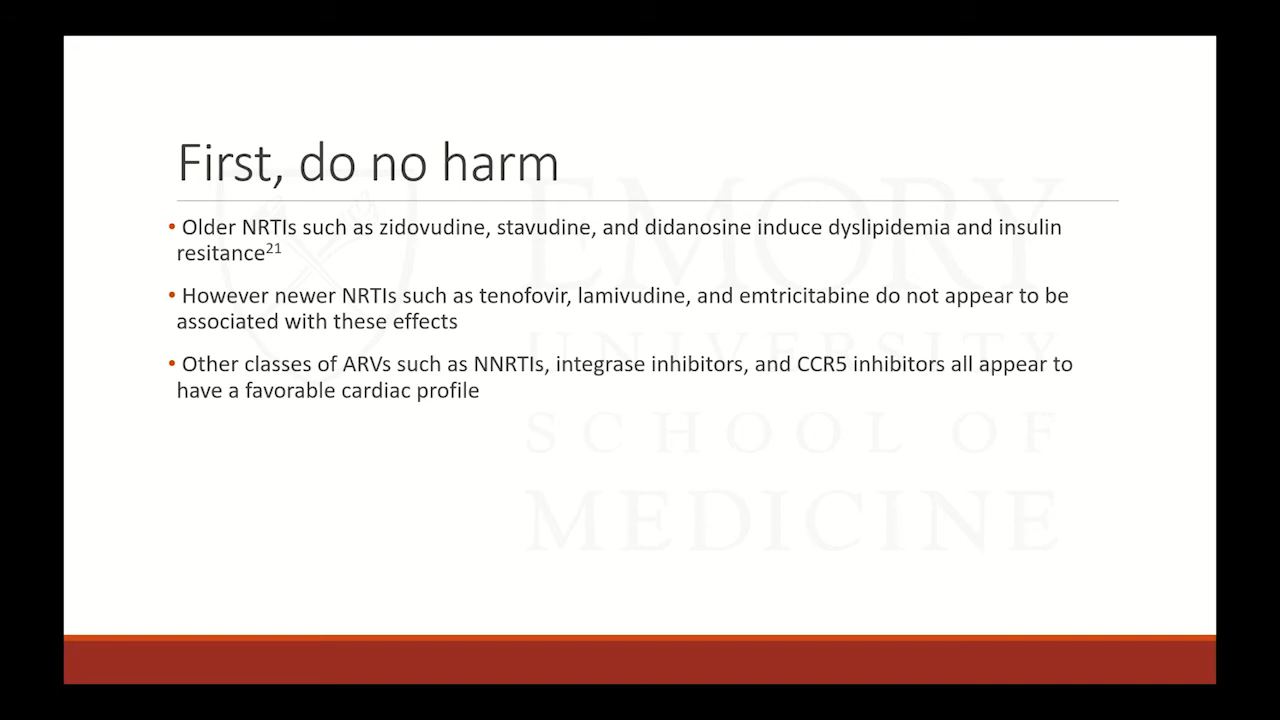 First, do no harm
• Older NRTIs such as zidovudine, stavudine, and didanosine induce dyslipidemia and insulin
resitance21
• However newer NRTIs such as tenofovir, lamivudine, and emtricitabine do not appear to be
associated with these effects
• Other classes of ARVs such as NNRTIs, integrase inhibitors, and CCR5 inhibitors all appear to
have a favorable cardiac profile
EMORY
UNIVERSITY
SCHOOL OF
MEDICINE